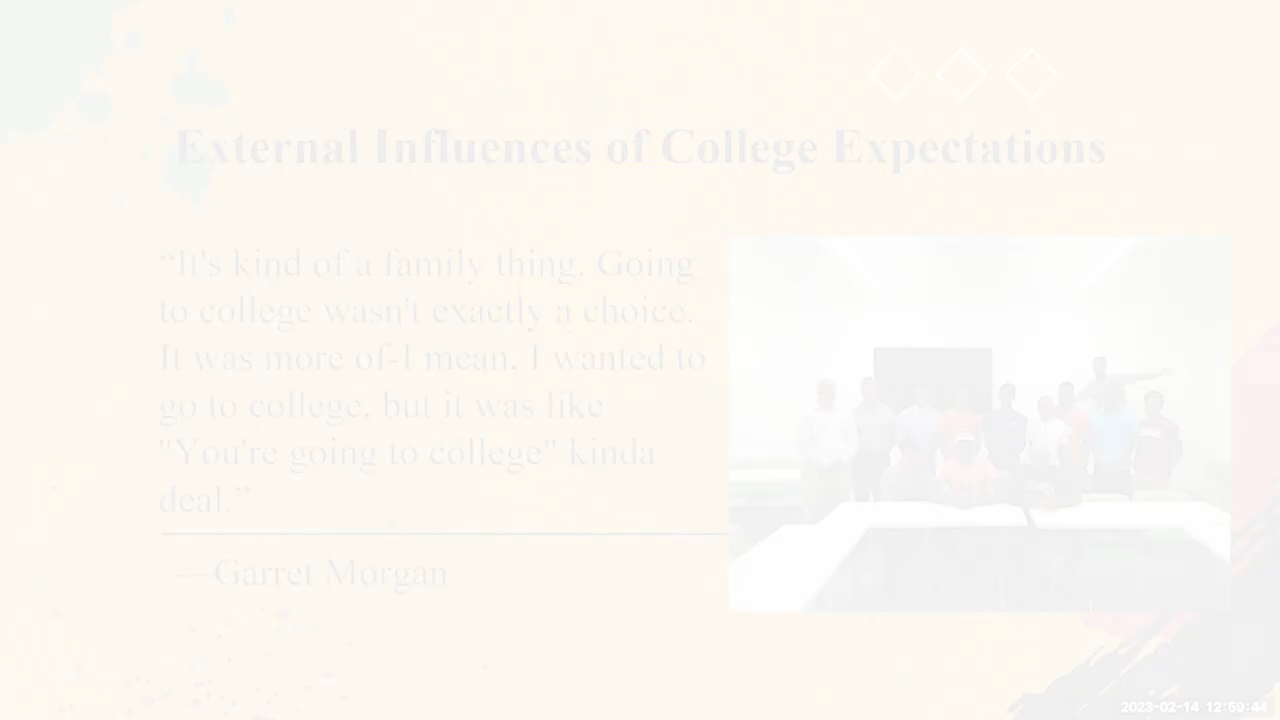 External Influences of College Expectations
“It's kind of a family thing. Going
to college wasn't exactly a choice.
It was more of-I mean, I wanted to
go to college, but it was like
"You're going to college" kinda
deal.”
—Garret Morgan
2023-02-14 12:59:44